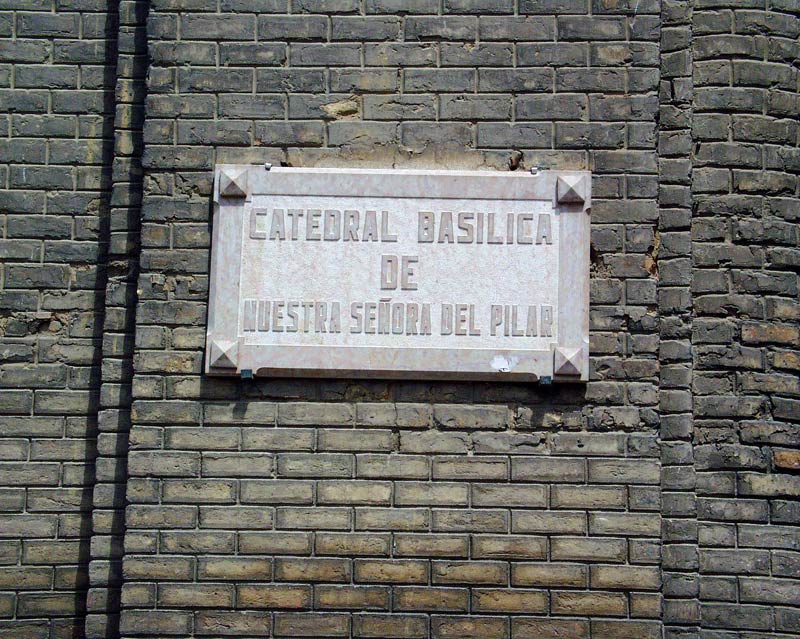 CATEDRAL BASILICA
DE
NUESTRA SEÑORA DEL PILAR